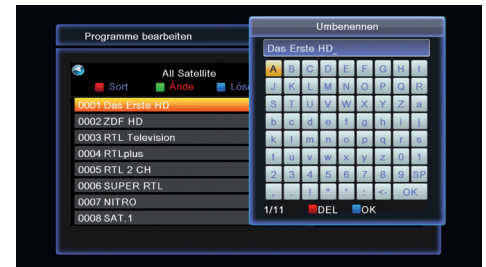 Programme bearbeiten
All Satellite
Sort Ände Lös
0001 Das Erste HD
0002 ZDF HD
0003 RTL Television
0004 RTLplus
0005 RTL 2 CH
0006 SUPER RTL
0007 NITRO
0008 SAT.1
Umbenennen
Das Erste HD_
A B C D E F G H I
J K L M N O P Q R
S T U V W X Y Z a
b c d e f g h i j
k l m n o p q r s
t u v w x y z 0 1
2 3 4 5 6 7 8 9 SP
, . ! " ' : <- OK
1/11 DEL OK